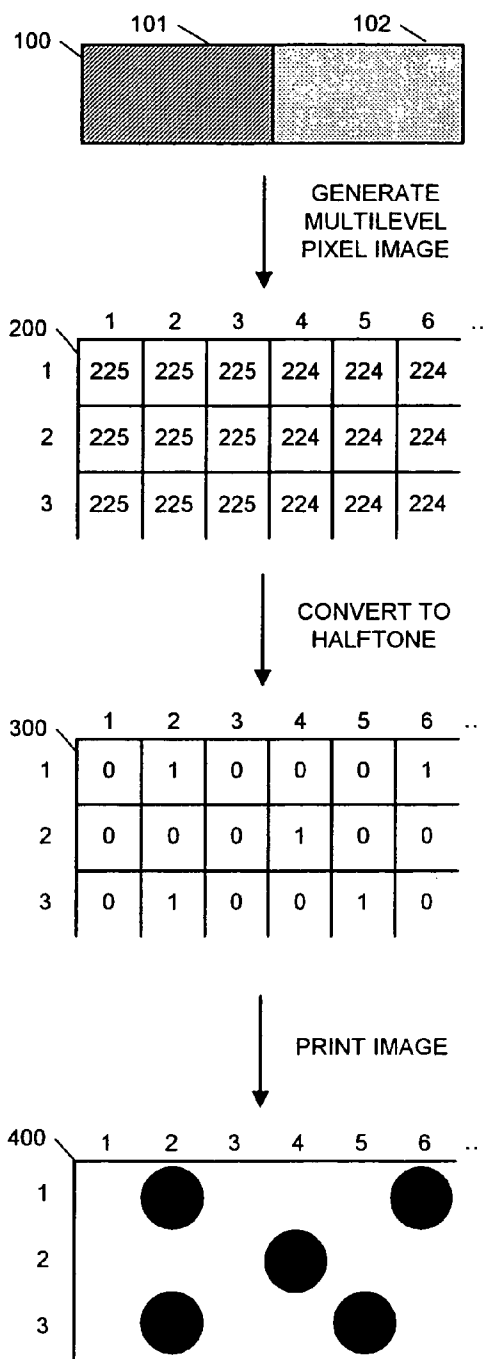 101 102
100
GENERATE
MULTILEVEL
PIXEL IMAGE
1 2 3 4 5 6 ..
200
1 225 225 225 224 224 224
2 225 225 225 224 224 224
3 225 225 225 224 224 224
CONVERT TO
HALFTONE
1 2 3 4 5 6 ..
300
1 0 1 0 0 0 1
2 0 0 0 1 0 0
3 0 1 0 0 1 0
PRINT IMAGE
400 1 2 3 4 5 6 ..
1
2
3